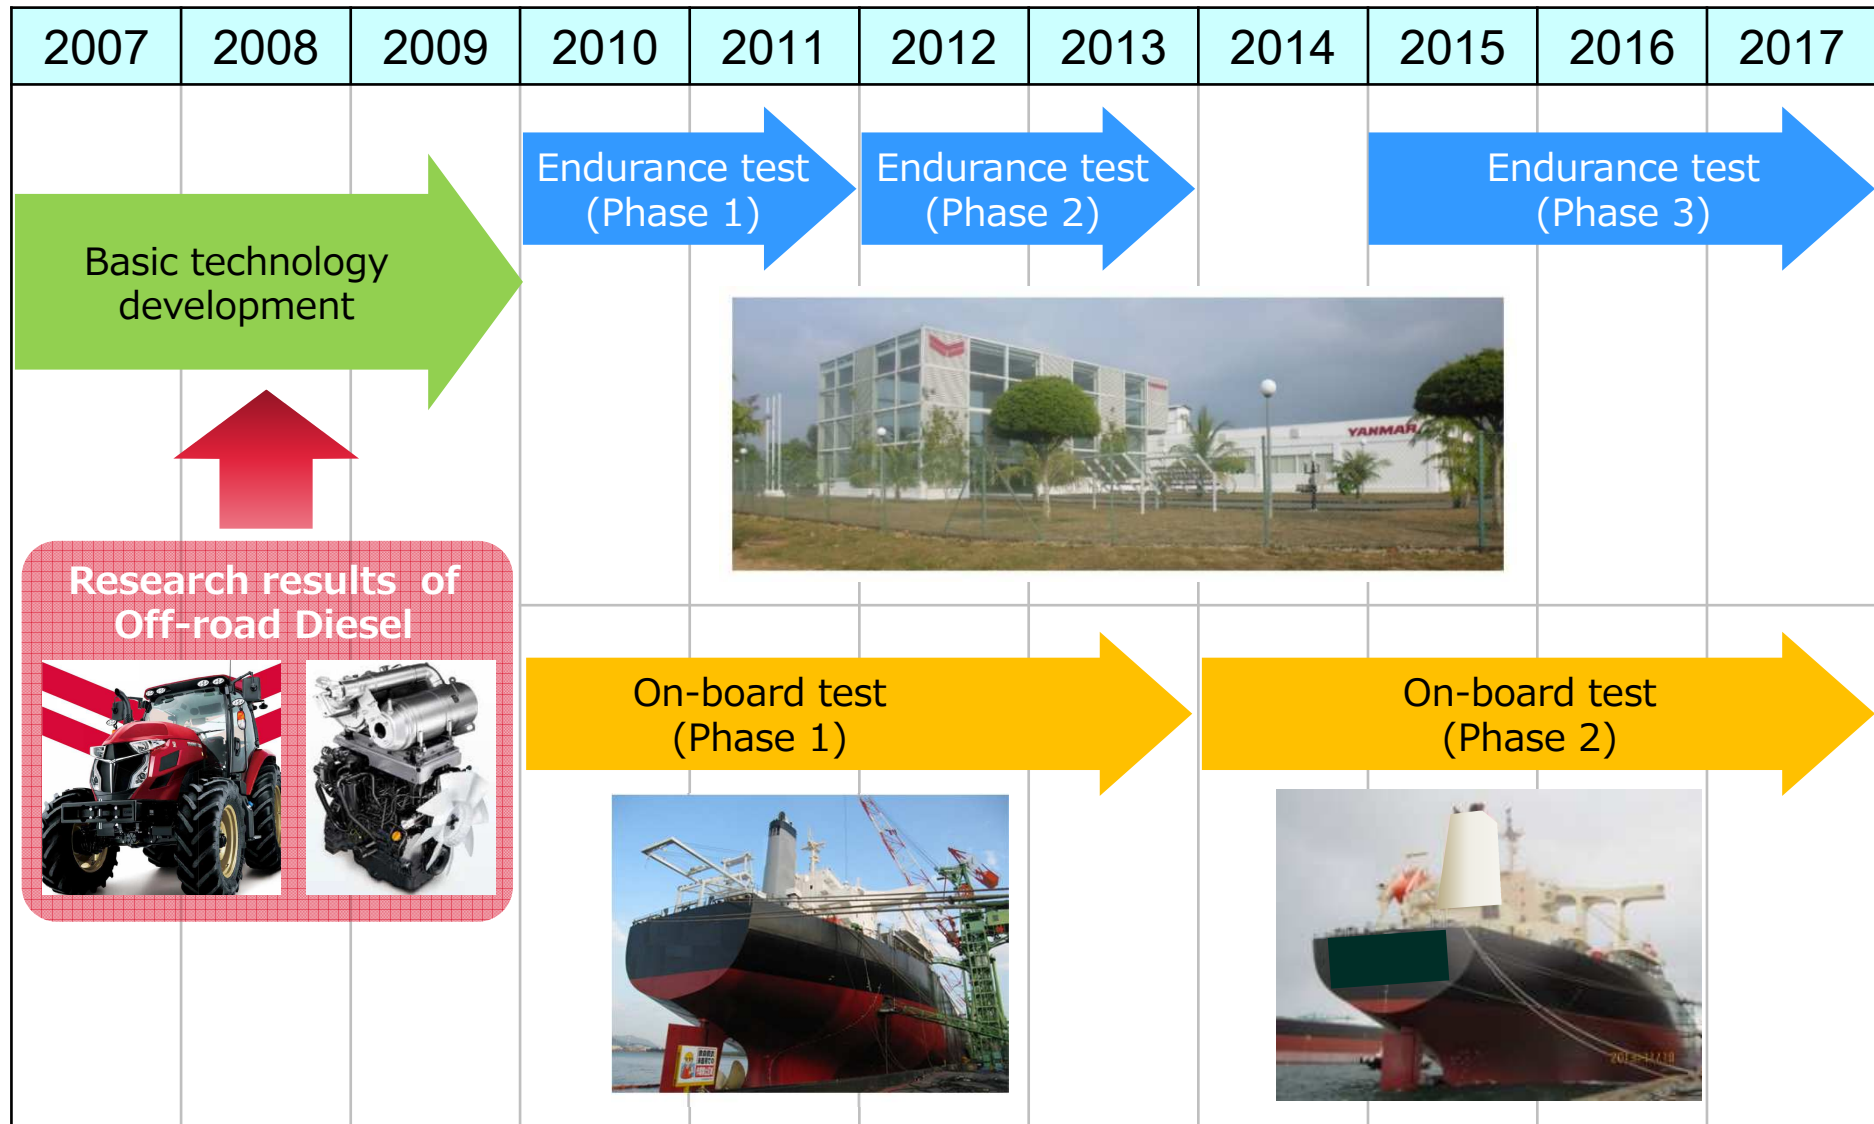 2007 2008 2009 2010 2011 2012 2013 2014 2015 2016 2017
Endurance test
(Phase 1)
Endurance test
(Phase 2)
Endurance test
(Phase 3)
Basic technology
development
YANMAR
YANMAR
Research results of
Off-road Diesel
On-board test
(Phase 1)
On-board test
(Phase 2)